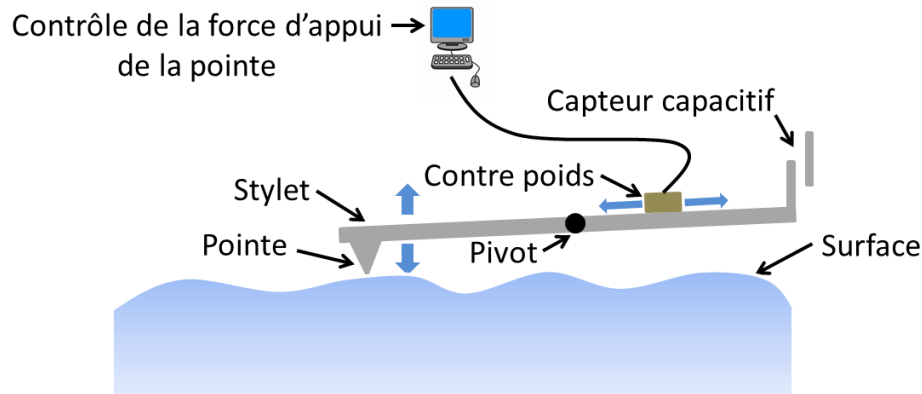 Contrôle de la force d'appui
de la pointe
Capteur capacitif
Contre poids
Stylet
Pointe
Pivot
Surface